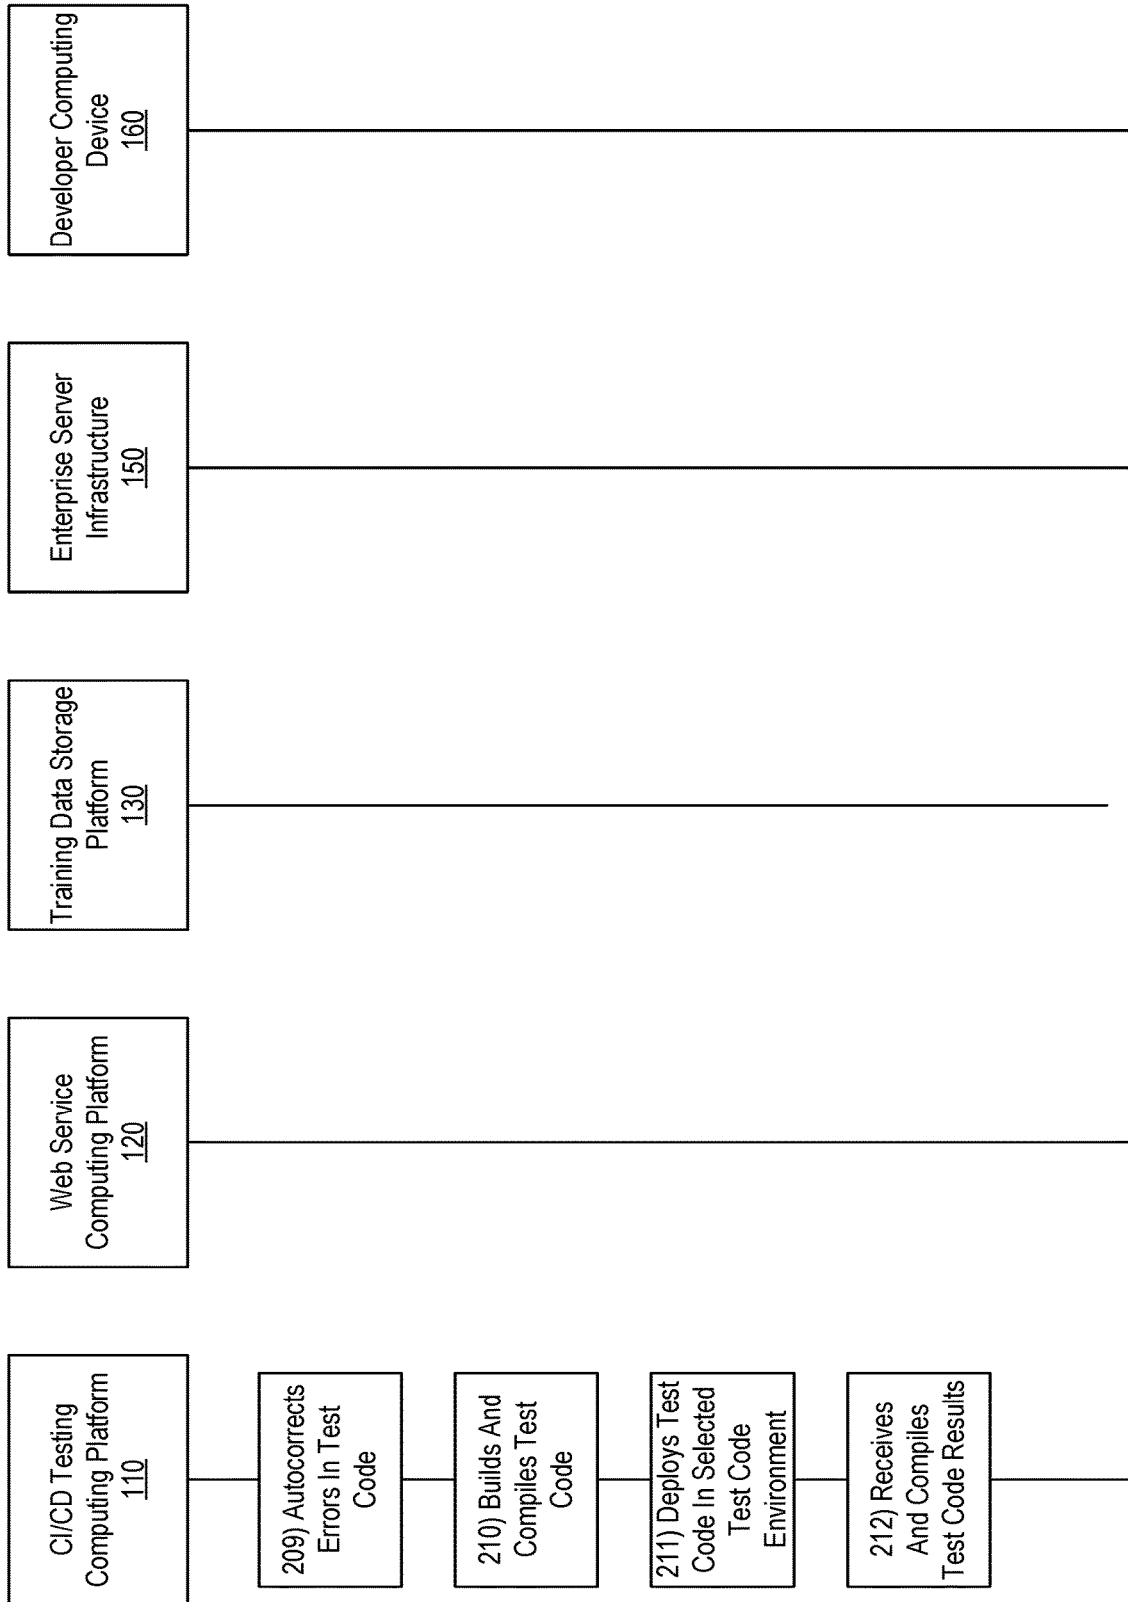 CI/CD Testing
Computing Platform
110
Web Service
Computing Platform
120
Training Data Storage
Platform
130
Enterprise Server
Infrastructure
150
Developer Computing
Device
160
209) Autocorrects
Errors In Test
Code
210) Builds And
Compiles Test
Code
211) Deploys Test
Code In Selected
Test Code
Environment
212) Receives
And Compiles
Test Code Results